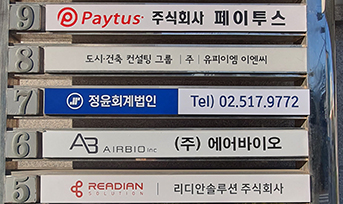 9 Paytus 주식회사 페이투스
8 도시·건축 컨설팅 그룹 | 주 | 유피이엠 이엔씨
7 정윤회계법인 Tel) 02.517.9772
6 AB AIRBIO inc (주) 에어바이오
5 READIAN SOLUTION 리디안솔루션 주식회사